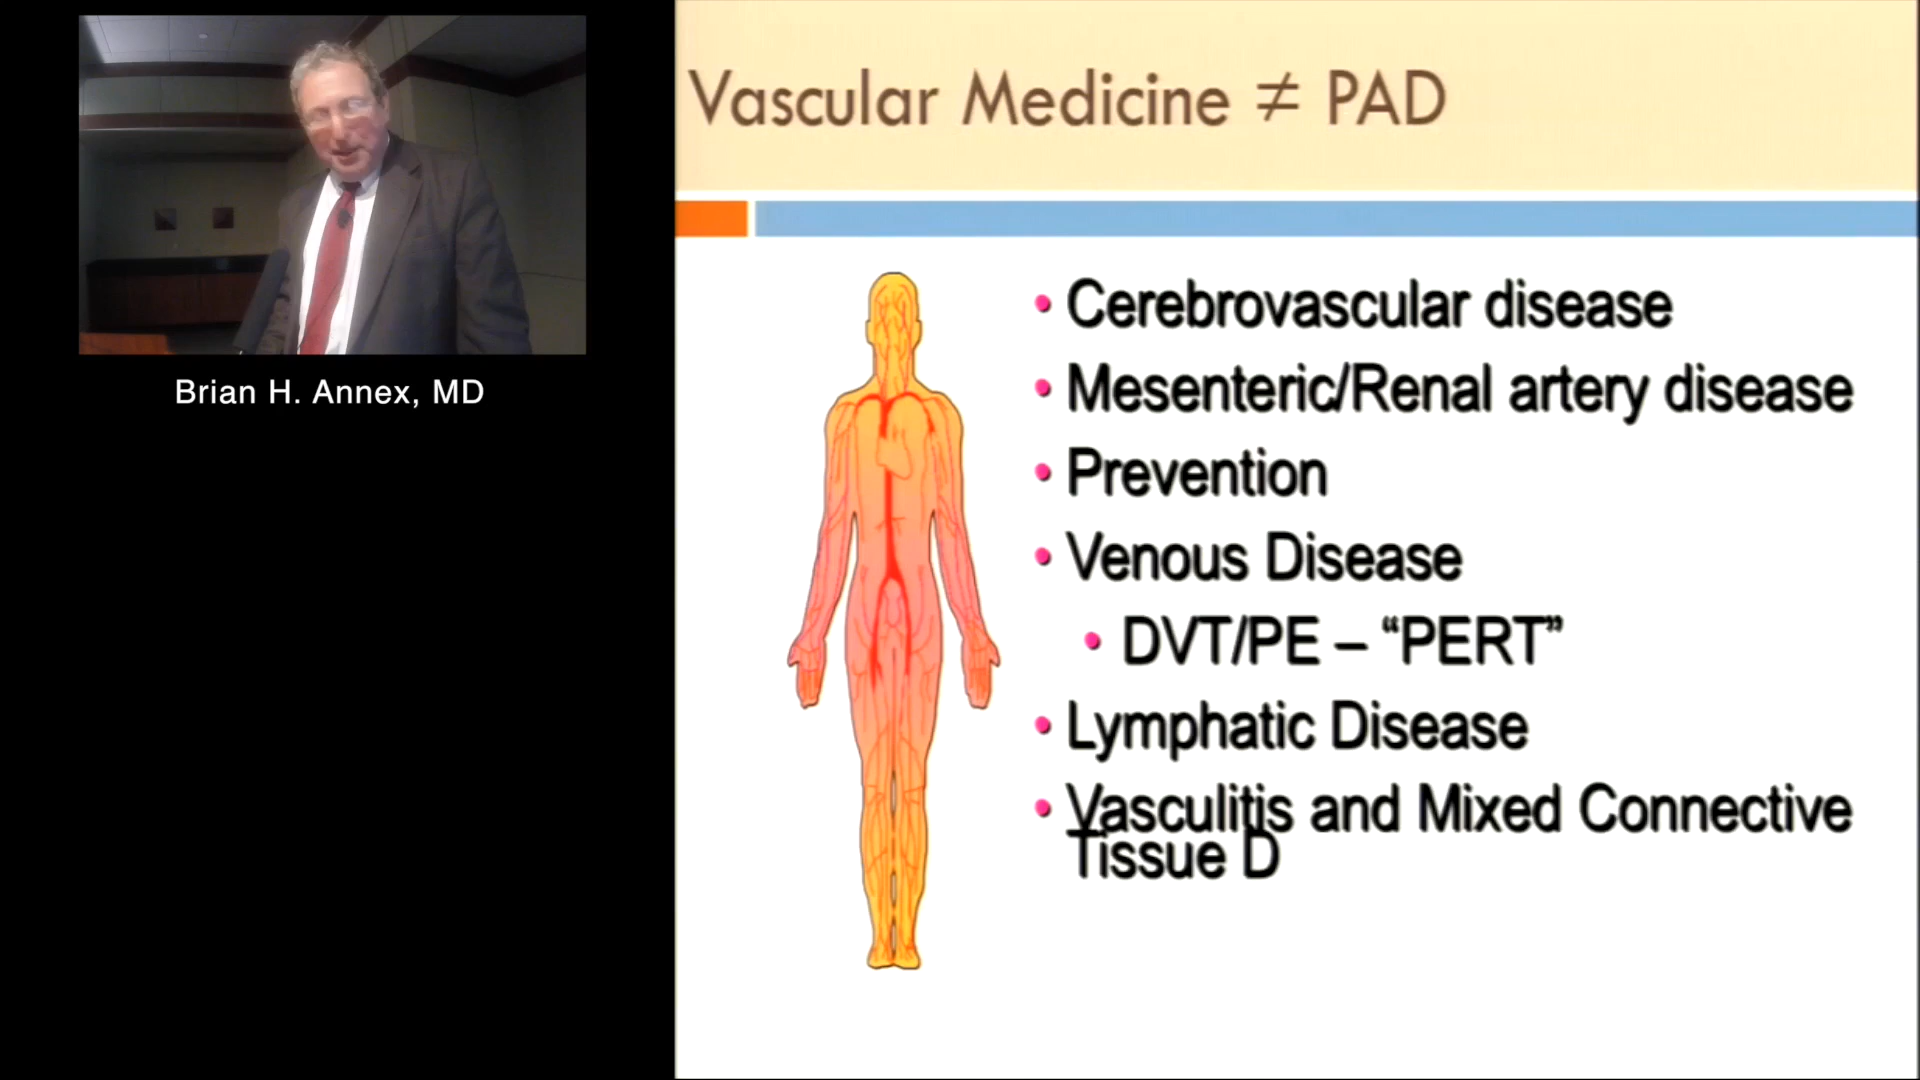 Brian H. Annex, MD
Vascular Medicine ≠ PAD
• Cerebrovascular disease
• Mesenteric/Renal artery disease
• Prevention
• Venous Disease
• DVT/PE – “PERT”
• Lymphatic Disease
• Vasculitis and Mixed Connective
Tissue D